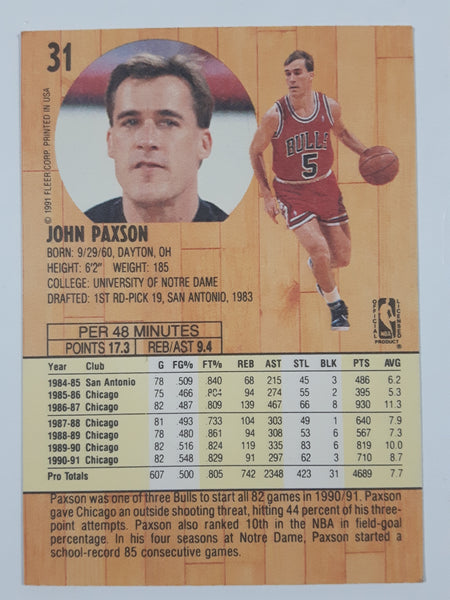 31
© 1991 FLEER CORP. PRINTED IN USA
BULLS
5
JOHN PAXSON
BORN: 9/29/60, DAYTON, OH
HEIGHT: 6'2" WEIGHT: 185
COLLEGE: UNIVERSITY OF NOTRE DAME
DRAFTED: 1ST RD-PICK 19, SAN ANTONIO, 1983
OFFICIAL NBA LICENSED PRODUCT
PER 48 MINUTES
POINTS 17.3 REB/AST 9.4
Year Club G FG% FT% REB AST STL BLK PTS AVG
1984-85 San Antonio 78 .509 .840 68 215 45 3 486 6.2
1985-86 Chicago 75 .466 .804 94 274 55 2 395 5.3
1986-87 Chicago 82 .487 .809 139 467 66 8 930 11.3
1987-88 Chicago 81 .493 .733 104 303 49 1 640 7.9
1988-89 Chicago 78 .480 .861 94 308 53 6 567 7.3
1989-90 Chicago 82 .516 .824 119 335 83 6 819 10.0
1990-91 Chicago 82 .548 .829 91 297 62 3 710 8.7
Pro Totals 607 .500 .805 742 2348 423 31 4689 7.7
Paxson was one of three Bulls to start all 82 games in 1990/91. Paxson
gave Chicago an outside shooting threat, hitting 44 percent of his three-
point attempts. Paxson also ranked 10th in the NBA in field-goal
percentage. In his four seasons at Notre Dame, Paxson started a
school-record 85 consecutive games.